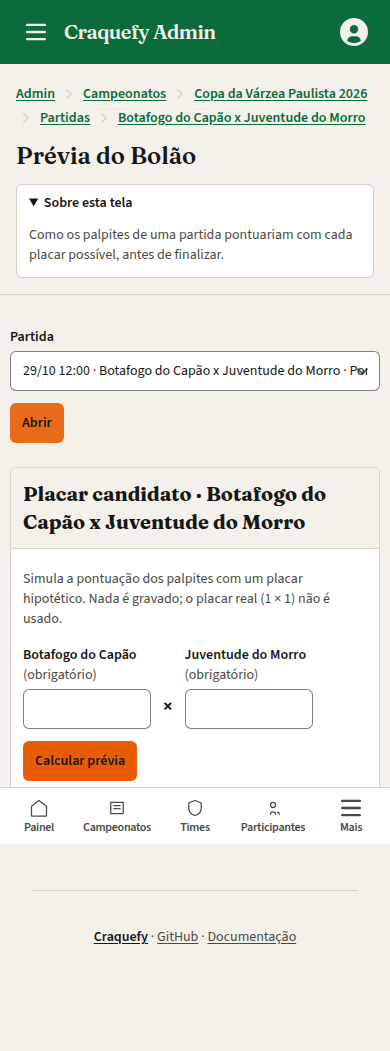 Craquefy Admin
Admin > Campeonatos > Copa da Várzea Paulista 2026
> Partidas > Botafogo do Capão x Juventude do Morro
Prévia do Bolão
▼ Sobre esta tela
Como os palpites de uma partida pontuariam com cada
placar possível, antes de finalizar.
Partida
29/10 12:00 · Botafogo do Capão x Juventude do Morro ·
Abrir
Placar candidato · Botafogo do
Capão x Juventude do Morro
Simula a pontuação dos palpites com um placar
hipotético. Nada é gravado; o placar real (1 × 1) não é
usado.
Botafogo do Capão
(obrigatório)
×
Juventude do Morro
(obrigatório)
Calcular prévia
Painel
Campeonatos
Times
Participantes
Mais
Craquefy · GitHub · Documentação